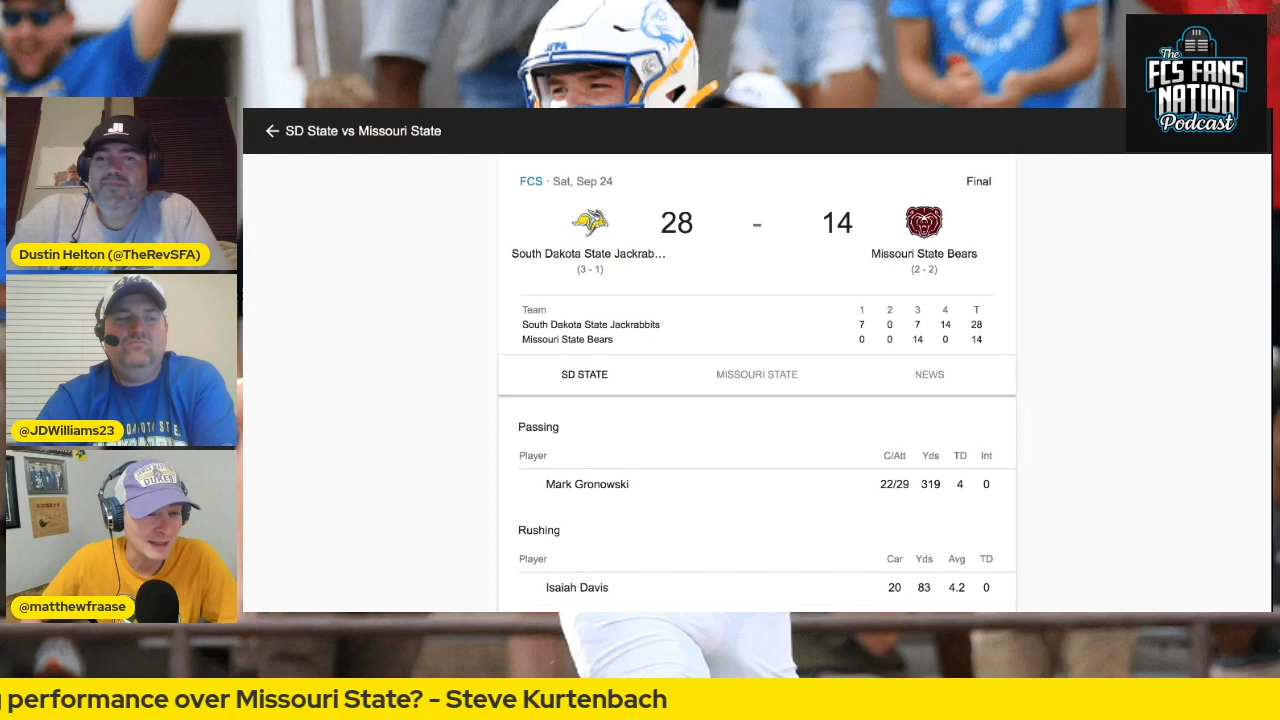 The
FCS FANS
NATION
Podcast
← SD State vs Missouri State
FCS · Sat, Sep 24
Final
28 - 14
South Dakota State Jackrab...
Missouri State Bears
(3 - 1)
(2 - 2)
Team 1 2 3 4 T
South Dakota State Jackrabbits 7 0 7 14 28
Missouri State Bears 0 0 14 0 14
SD STATE MISSOURI STATE NEWS
Passing
Player C/Att Yds TD Int
Mark Gronowski 22/29 319 4 0
Rushing
Player Car Yds Avg TD
Isaiah Davis 20 83 4.2 0
Dustin Helton (@TheRevSFA)
@JDWilliams23
DUKES
@matthewfraase
performance over Missouri State? - Steve Kurtenbach